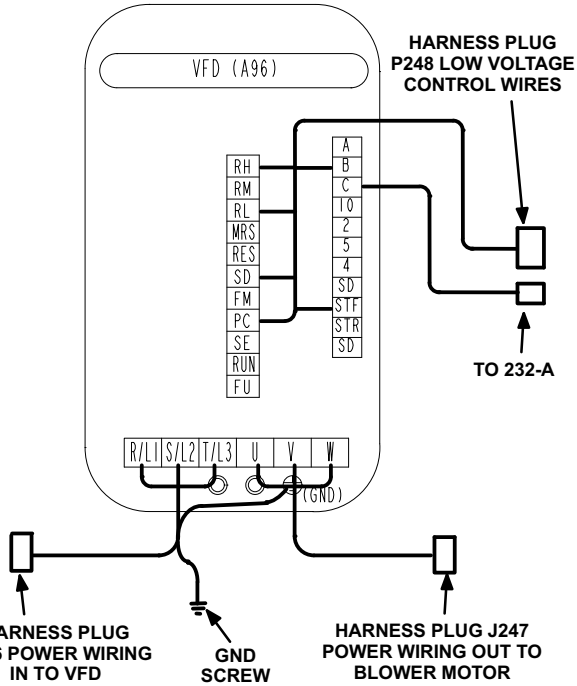 HARNESS PLUG
P248 LOW VOLTAGE
CONTROL WIRES
VFD (A96)
RH
RM
RL
MRS
RES
SD
FM
PC
SE
RUN
FU
A
B
C
10
2
5
4
SD
STF
STR
SD
TO 232-A
R/L1 S/L2 T/L3 U V W
(GND)
ARNESS PLUG
6 POWER WIRING
IN TO VFD
GND
SCREW
HARNESS PLUG J247
POWER WIRING OUT TO
BLOWER MOTOR